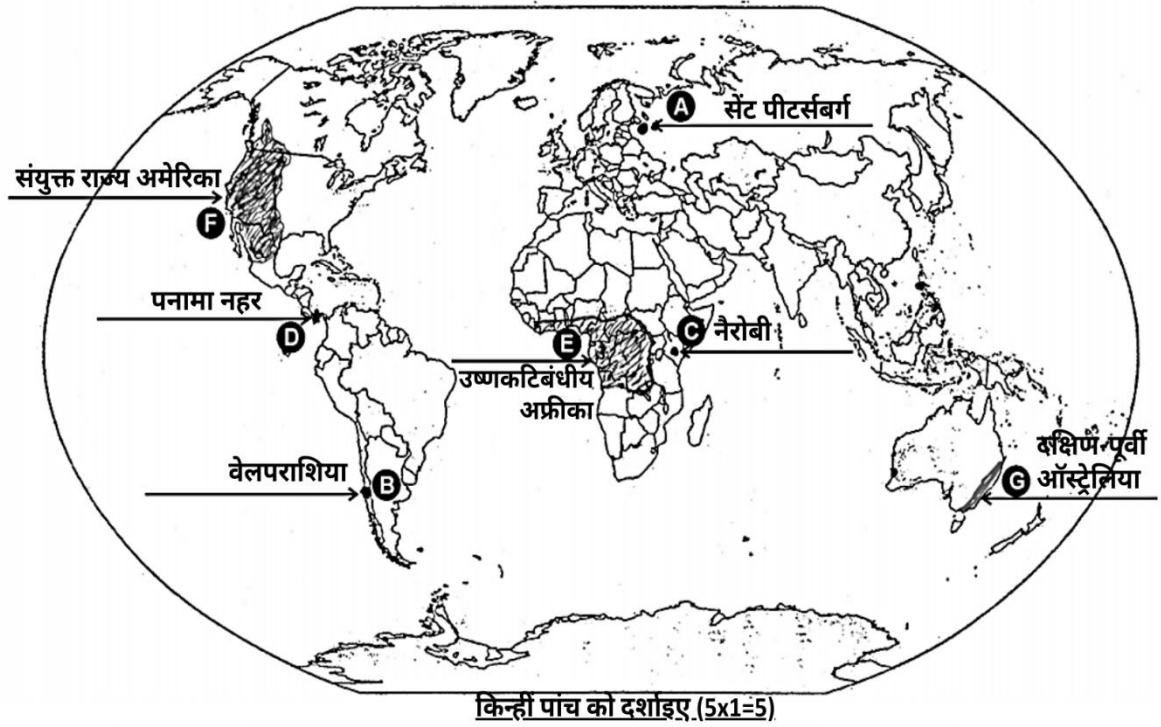 A सेंट पीटर्सबर्ग
संयुक्त राज्य अमेरिका
F
पनामा नहर
D
C नैरोबी
E
उष्णकटिबंधीय
अफ्रीका
वेलपराशिया
B
दक्षिण-पूर्वी
G ऑस्ट्रेलिया
किन्हीं पांच को दर्शाइए (5x1=5)